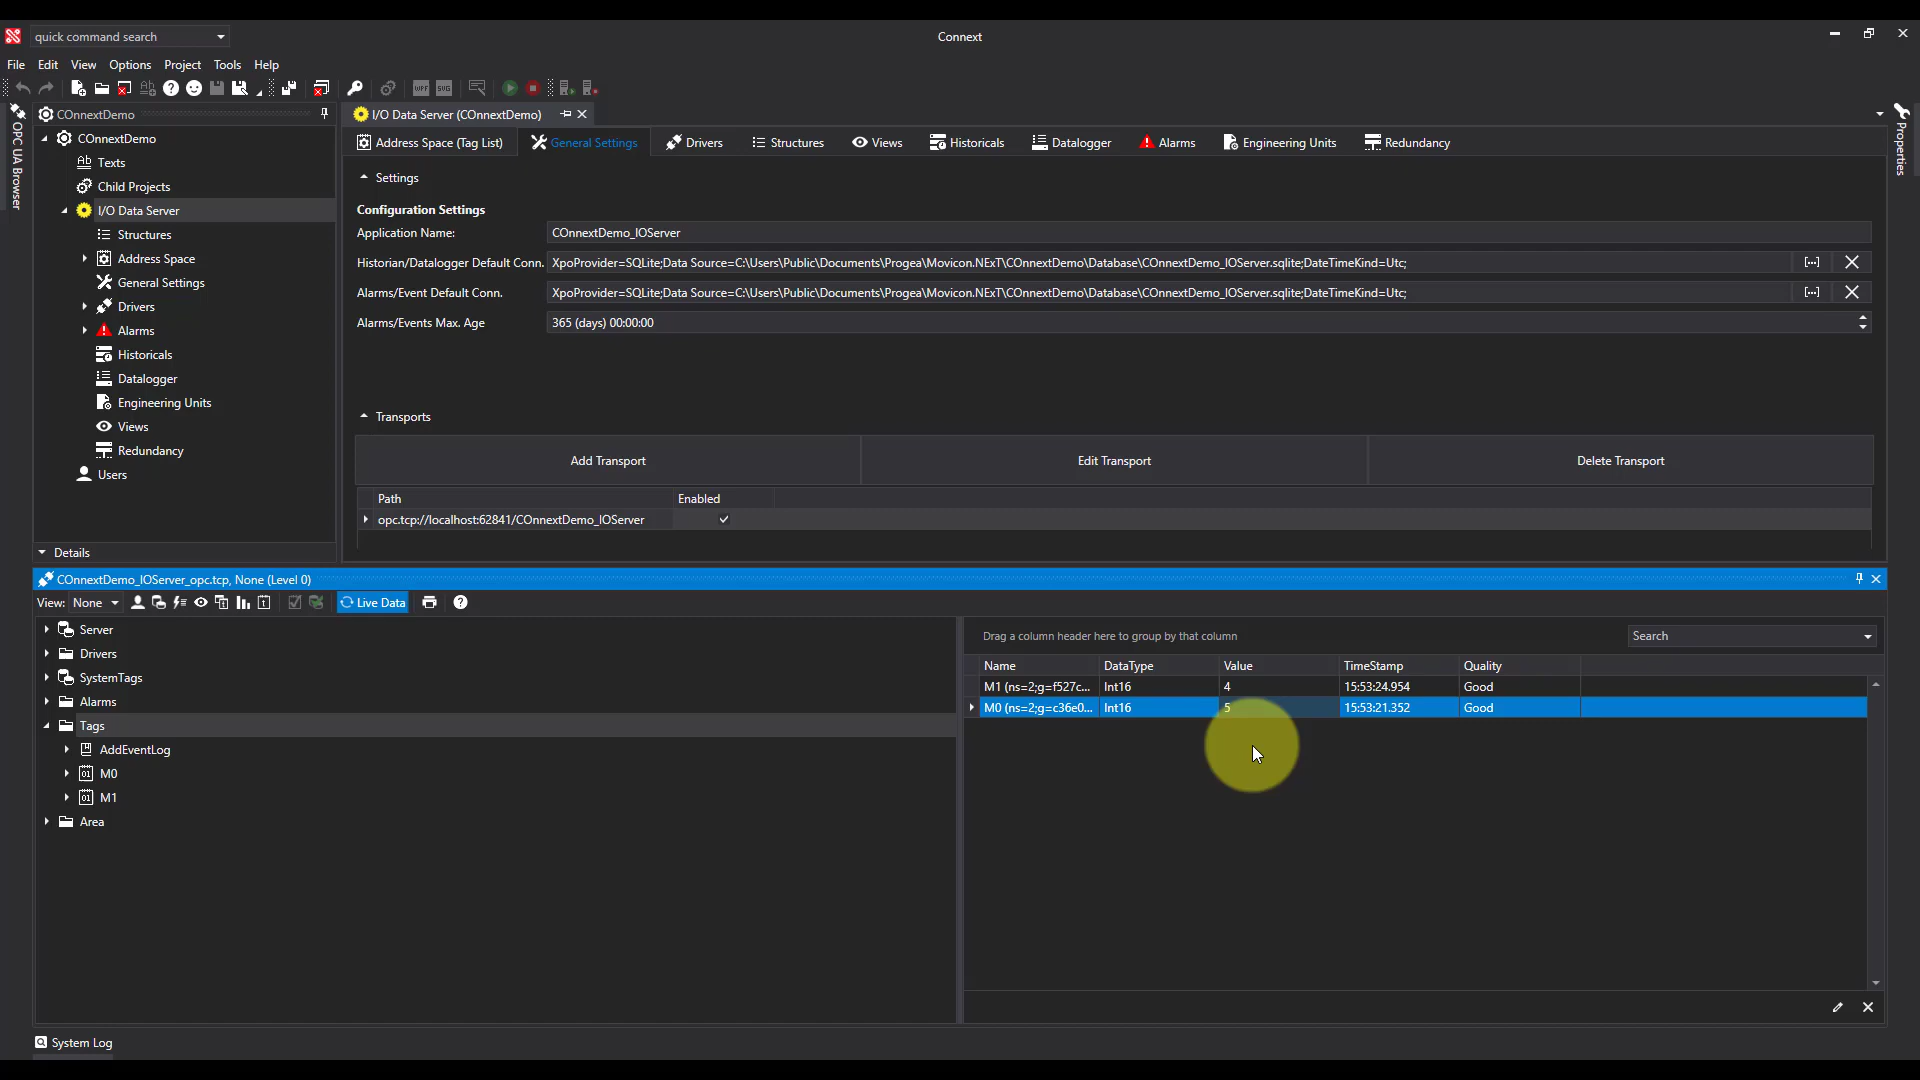 quick command search
Connext
File Edit View Options Project Tools Help
OPC UA Browser
COnnextDemo
COnnextDemo
Texts
Child Projects
I/O Data Server
Structures
Address Space
General Settings
Drivers
Alarms
Historicals
Datalogger
Engineering Units
Views
Redundancy
Users
Details
I/O Data Server (COnnextDemo)
Address Space (Tag List) General Settings Drivers Structures Views Historicals Datalogger Alarms Engineering Units Redundancy
Properties
Settings
Configuration Settings
Application Name: COnnextDemo_IOServer
Historian/Datalogger Default Conn. XpoProvider=SQLite;Data Source=C:\Users\Public\Documents\Progea\Movicon.NExT\COnnextDemo\Database\COnnextDemo_IOServer.sqlite;DateTimeKind=Utc;
Alarms/Event Default Conn. XpoProvider=SQLite;Data Source=C:\Users\Public\Documents\Progea\Movicon.NExT\COnnextDemo\Database\COnnextDemo_IOServer.sqlite;DateTimeKind=Utc;
Alarms/Events Max. Age 365 (days) 00:00:00
Transports
Add Transport Edit Transport Delete Transport
Path Enabled
opc.tcp://localhost:62841/COnnextDemo_IOServer
COnnextDemo_IOServer_opc.tcp, None (Level 0)
View: None Live Data
Server
Drivers
SystemTags
Alarms
Tags
AddEventLog
M0
M1
Area
Drag a column header here to group by that column Search
Name DataType Value TimeStamp Quality
M1 (ns=2;g=f527c... Int16 4 15:53:24.954 Good
M0 (ns=2;g=c36e0... Int16 5 15:53:21.352 Good
System Log